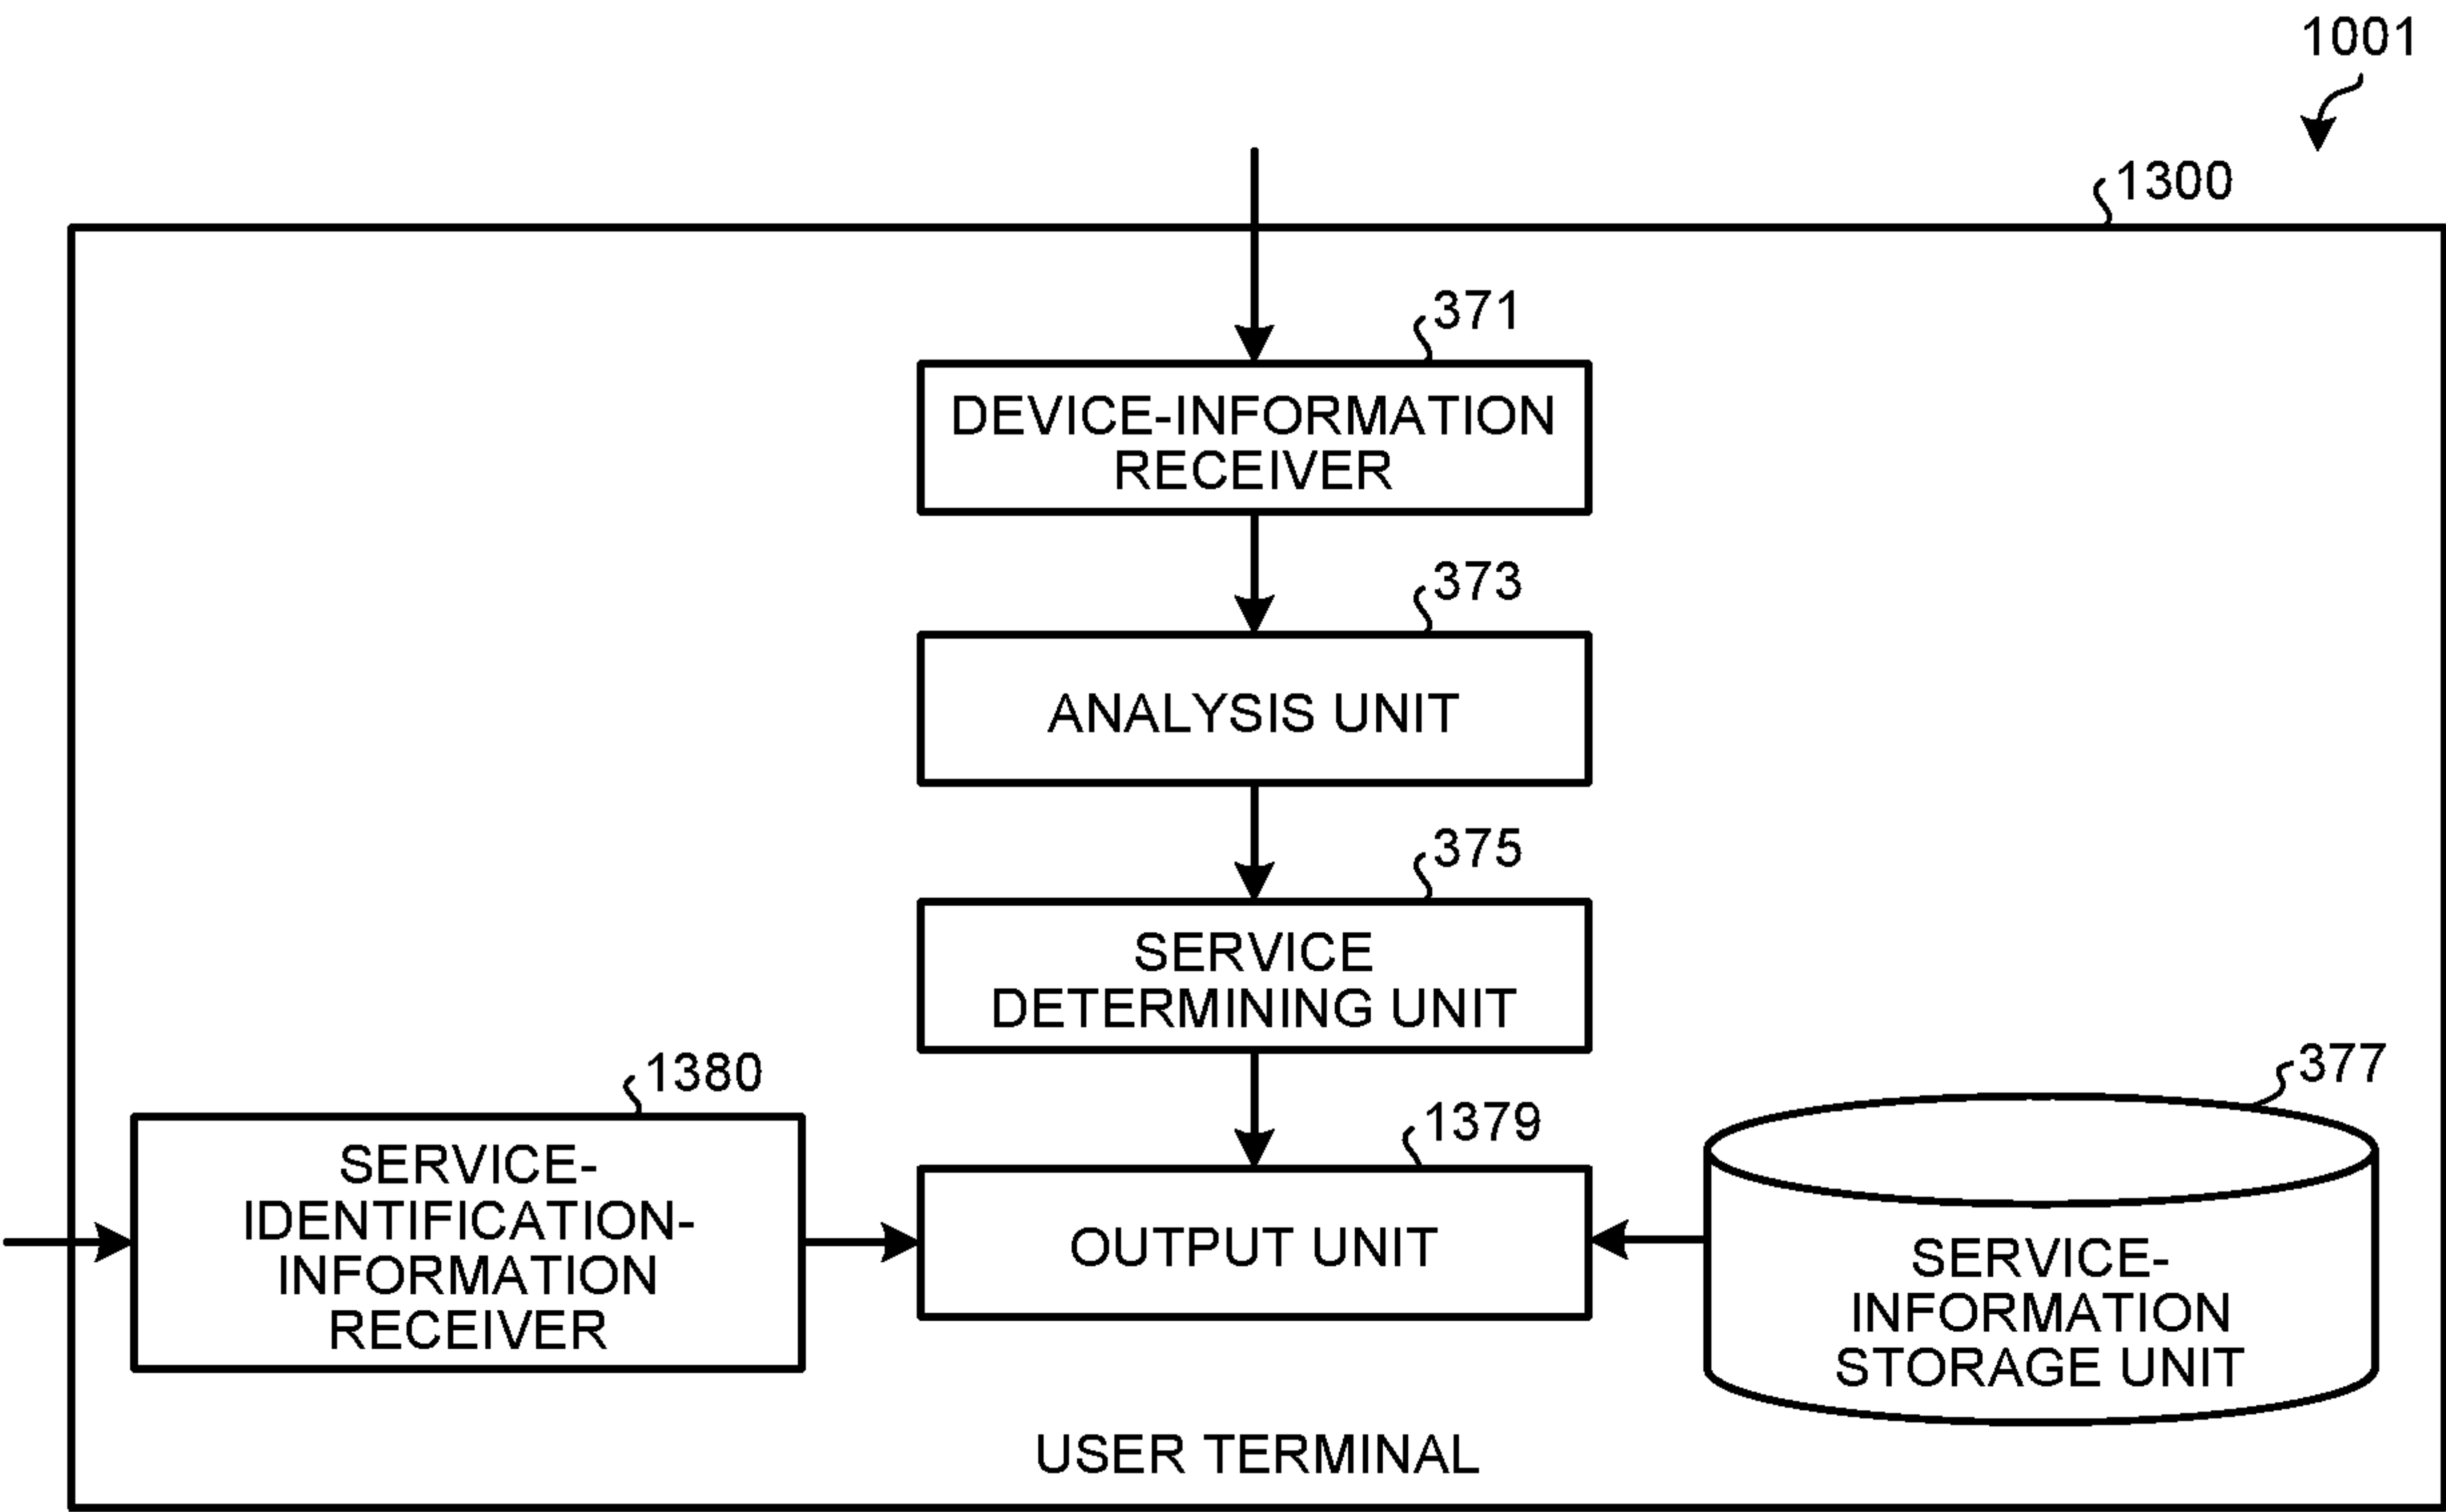 1001
1300
371
DEVICE-INFORMATION
RECEIVER
373
ANALYSIS UNIT
375
SERVICE
DETERMINING UNIT
1380
SERVICE-
IDENTIFICATION-
INFORMATION
RECEIVER
1379
OUTPUT UNIT
377
SERVICE-
INFORMATION
STORAGE UNIT
USER TERMINAL